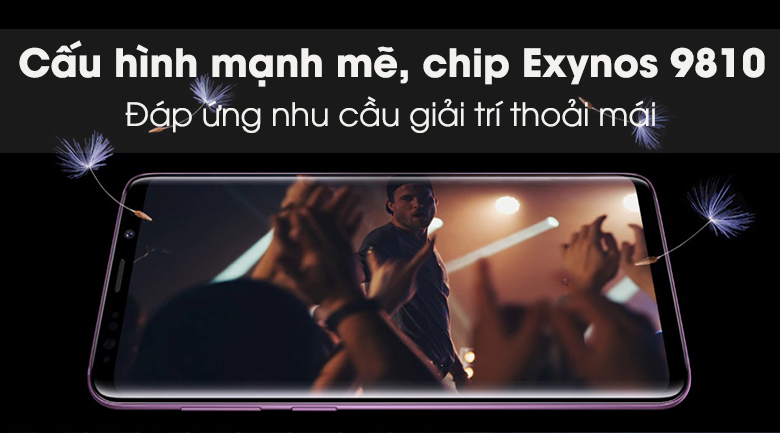 Cấu hình mạnh mẽ, chip Exynos 9810
Đáp ứng nhu cầu giải trí thoải mái